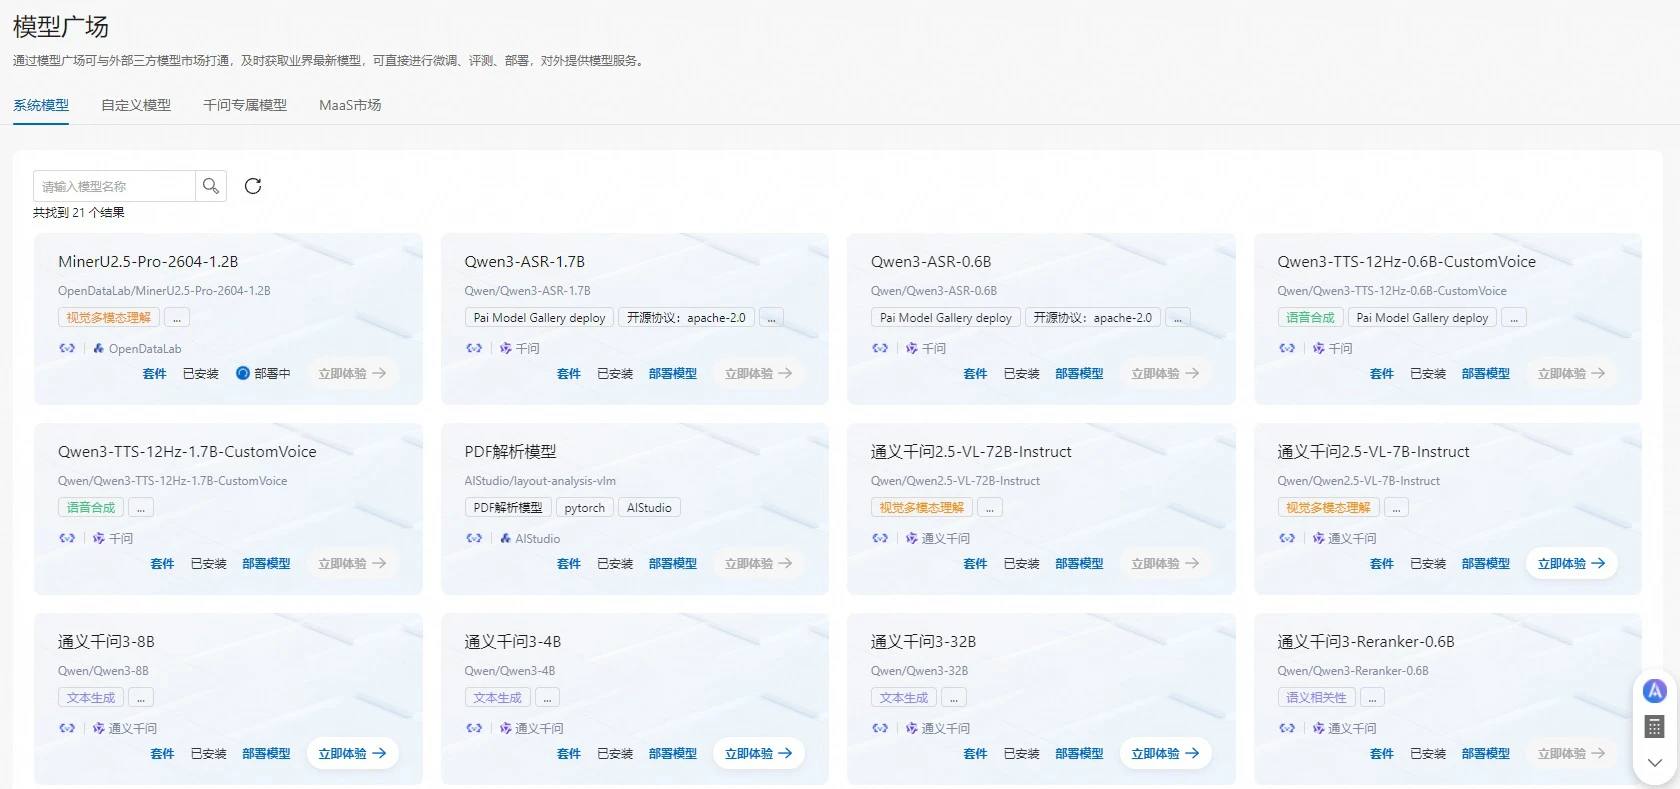 模型广场
通过模型广场可与外部三方模型市场打通，及时获取业界最新模型，可直接进行微调、评测、部署，对外提供模型服务。
系统模型 自定义模型 千问专属模型 MaaS市场
请输入模型名称
共找到 21 个结果
MinerU2.5-Pro-2604-1.2B
OpenDataLab/MinerU2.5-Pro-2604-1.2B
视觉多模态理解 ...
OpenDataLab
套件 已安装 部署中 立即体验
Qwen3-ASR-1.7B
Qwen/Qwen3-ASR-1.7B
Pai Model Gallery deploy 开源协议：apache-2.0 ...
千问
套件 已安装 部署模型 立即体验
Qwen3-ASR-0.6B
Qwen/Qwen3-ASR-0.6B
Pai Model Gallery deploy 开源协议：apache-2.0 ...
千问
套件 已安装 部署模型 立即体验
Qwen3-TTS-12Hz-0.6B-CustomVoice
Qwen/Qwen3-TTS-12Hz-0.6B-CustomVoice
语音合成 Pai Model Gallery deploy ...
千问
套件 已安装 部署模型 立即体验
Qwen3-TTS-12Hz-1.7B-CustomVoice
Qwen/Qwen3-TTS-12Hz-1.7B-CustomVoice
语音合成 ...
千问
套件 已安装 部署模型 立即体验
PDF解析模型
AIStudio/layout-analysis-vlm
PDF解析模型 pytorch AIStudio
AIStudio
套件 已安装 部署模型 立即体验
通义千问2.5-VL-72B-Instruct
Qwen/Qwen2.5-VL-72B-Instruct
视觉多模态理解 ...
通义千问
套件 已安装 部署模型 立即体验
通义千问2.5-VL-7B-Instruct
Qwen/Qwen2.5-VL-7B-Instruct
视觉多模态理解 ...
通义千问
套件 已安装 部署模型 立即体验
通义千问3-8B
Qwen/Qwen3-8B
文本生成 ...
通义千问
套件 已安装 部署模型 立即体验
通义千问3-4B
Qwen/Qwen3-4B
文本生成 ...
通义千问
套件 已安装 部署模型 立即体验
通义千问3-32B
Qwen/Qwen3-32B
文本生成 ...
通义千问
套件 已安装 部署模型 立即体验
通义千问3-Reranker-0.6B
Qwen/Qwen3-Reranker-0.6B
语义相关性 ...
通义千问
套件 已安装 部署模型 立即体验